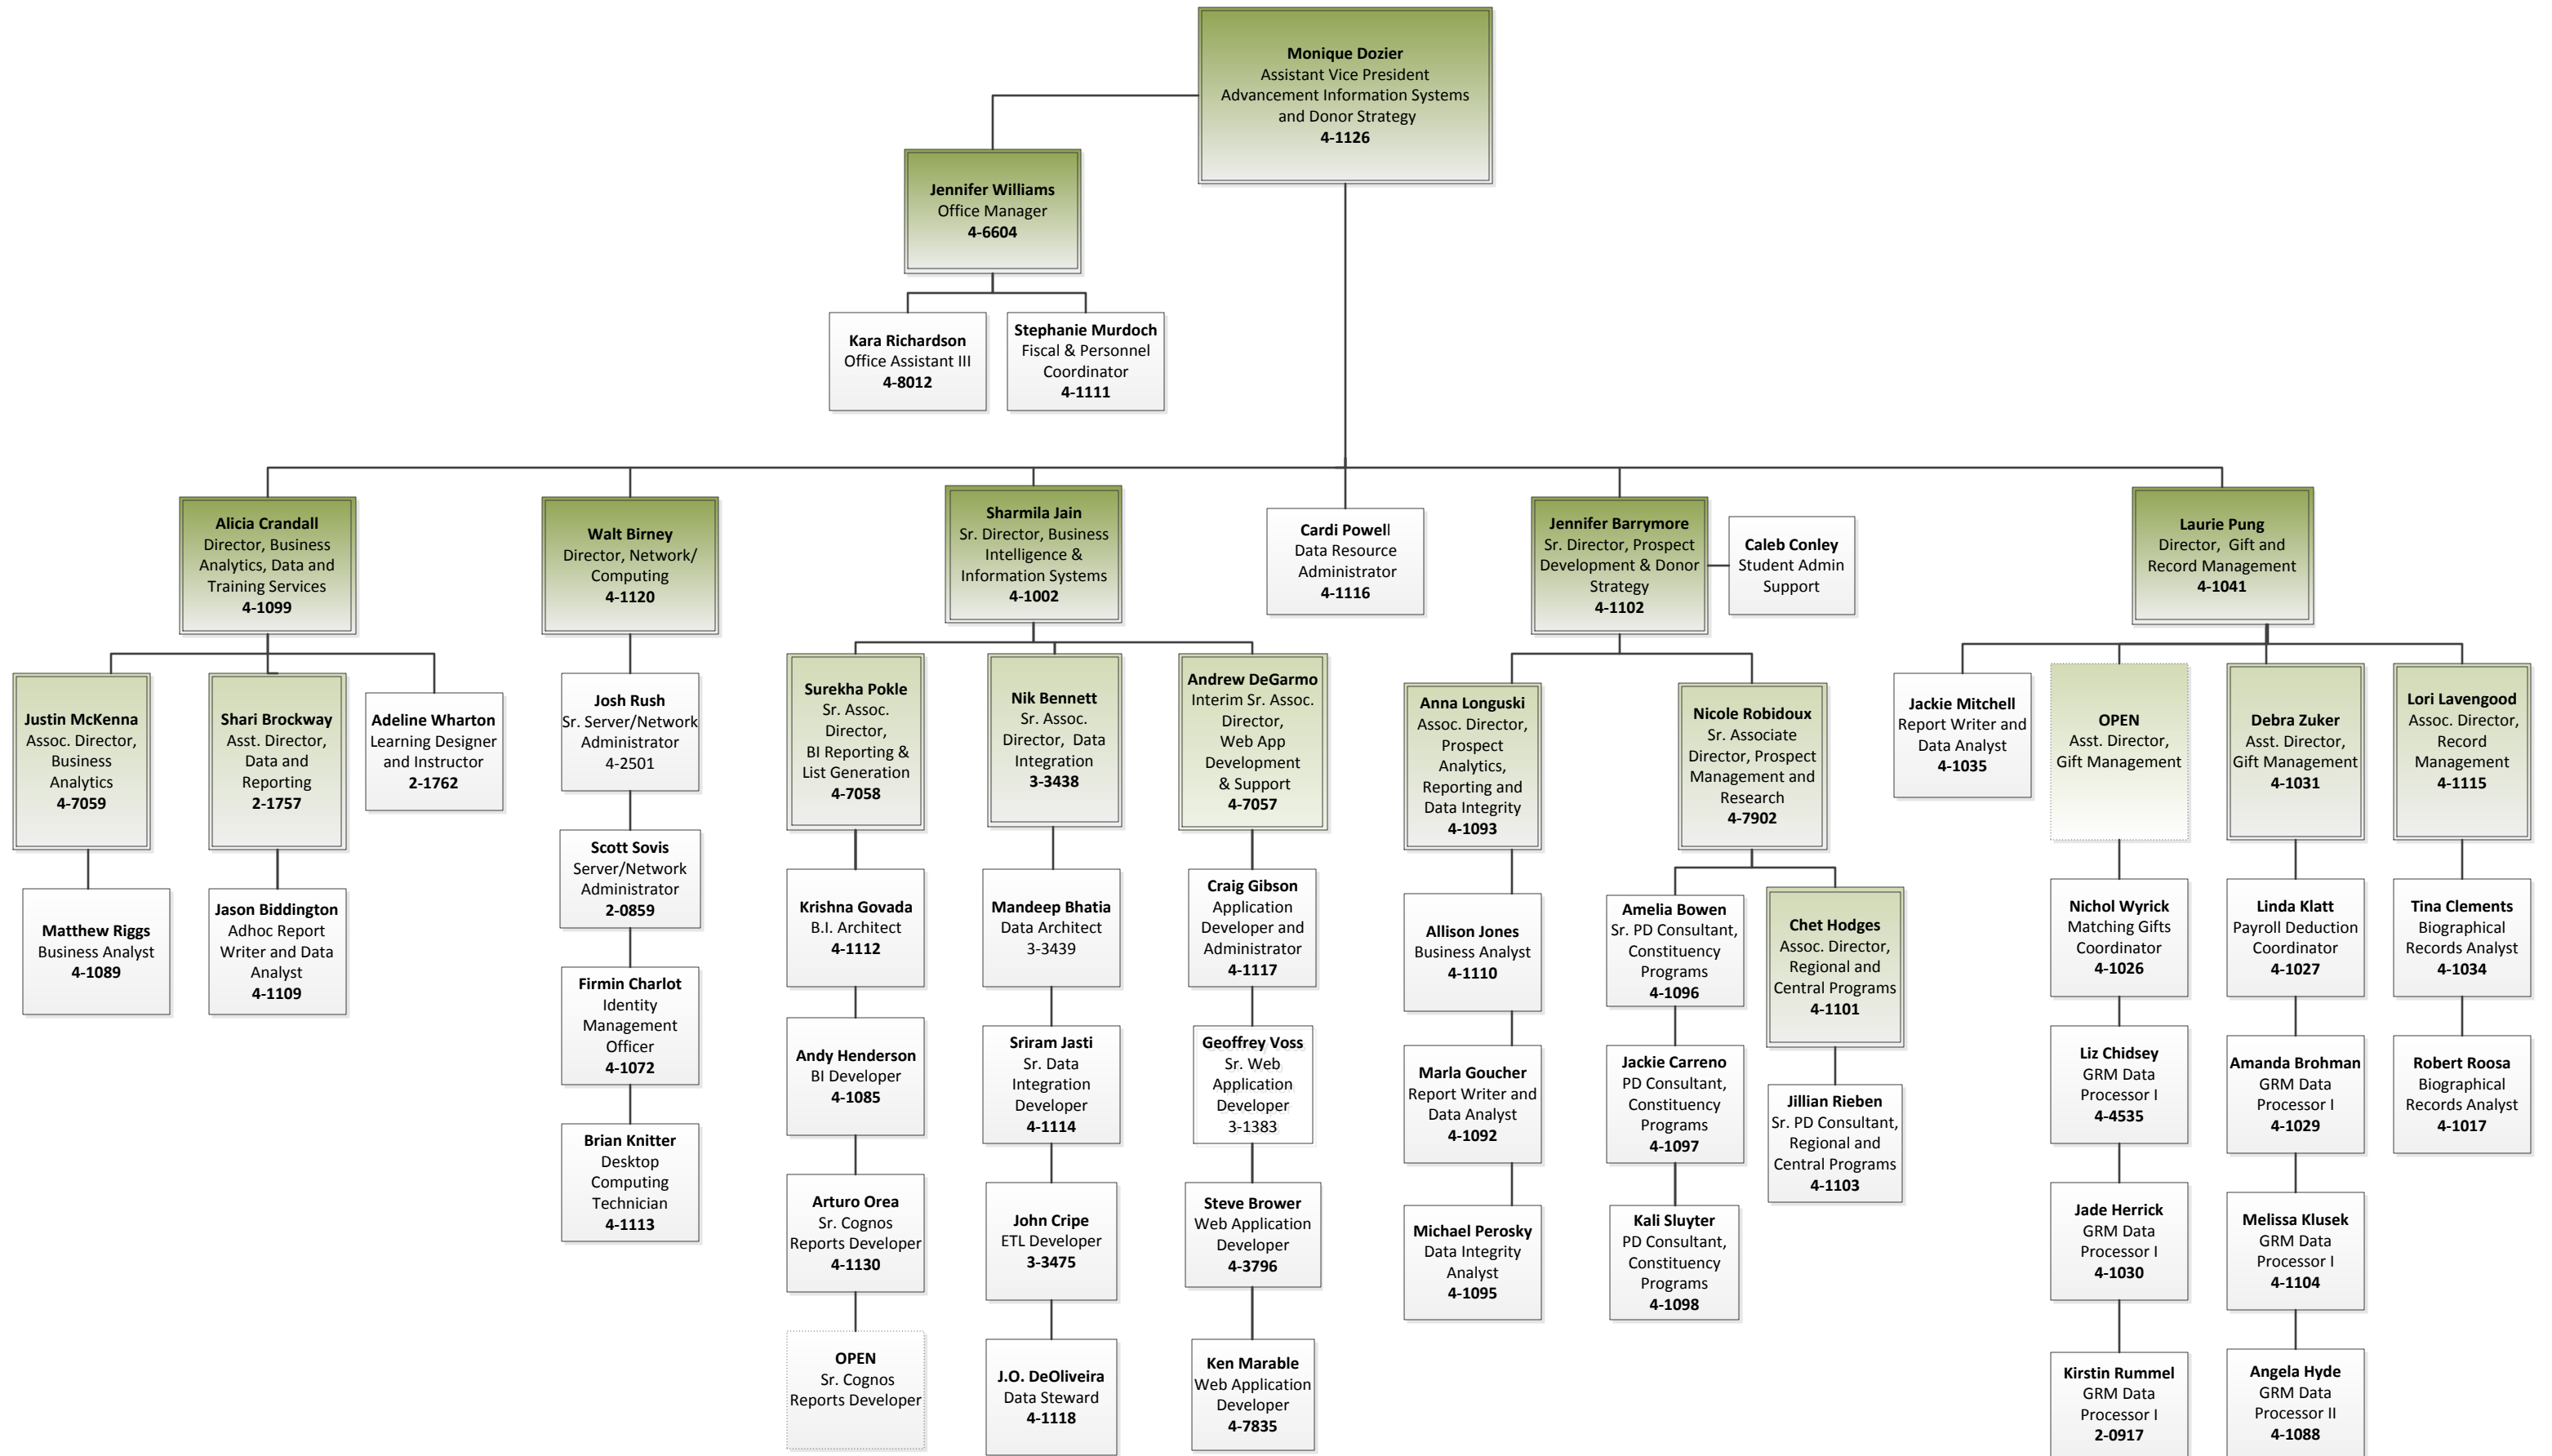 Monique Dozier
Assistant Vice President
Advancement Information Systems
and Donor Strategy
4-1126
Jennifer Williams
Office Manager
4-6604
Kara Richardson
Office Assistant III
4-8012
Stephanie Murdoch
Fiscal & Personnel
Coordinator
4-1111
Alicia Crandall
Director, Business
Analytics, Data and
Training Services
4-1099
Walt Birney
Director, Network/
Computing
4-1120
Sharmila Jain
Sr. Director, Business
Intelligence &
Information Systems
4-1002
Cardi Powell
Data Resource
Administrator
4-1116
Jennifer Barrymore
Sr. Director, Prospect
Development & Donor
Strategy
4-1102
Caleb Conley
Student Admin
Support
Laurie Pung
Director, Gift and
Record Management
4-1041
Justin McKenna
Assoc. Director,
Business
Analytics
4-7059
Matthew Riggs
Business Analyst
4-1089
Shari Brockway
Asst. Director,
Data and
Reporting
2-1757
Jason Biddington
Adhoc Report
Writer and Data
Analyst
4-1109
Adeline Wharton
Learning Designer
and Instructor
2-1762
Josh Rush
Sr. Server/Network
Administrator
4-2501
Scott Sovis
Server/Network
Administrator
2-0859
Firmin Charlot
Identity
Management
Officer
4-1072
Brian Knitter
Desktop
Computing
Technician
4-1113
Surekha Pokle
Sr. Assoc.
Director,
BI Reporting &
List Generation
4-7058
Krishna Govada
B.I. Architect
4-1112
Andy Henderson
BI Developer
4-1085
Arturo Orea
Sr. Cognos
Reports Developer
4-1130
OPEN
Sr. Cognos
Reports Developer
Nik Bennett
Sr. Assoc.
Director, Data
Integration
3-3438
Mandeep Bhatia
Data Architect
3-3439
Sriram Jasti
Sr. Data
Integration
Developer
4-1114
John Cripe
ETL Developer
3-3475
J.O. DeOliveira
Data Steward
4-1118
Andrew DeGarmo
Interim Sr. Assoc.
Director,
Web App
Development
& Support
4-7057
Craig Gibson
Application
Developer and
Administrator
4-1117
Geoffrey Voss
Sr. Web
Application
Developer
3-1383
Steve Brower
Web Application
Developer
4-3796
Ken Marable
Web Application
Developer
4-7835
Anna Longuski
Assoc. Director,
Prospect
Analytics,
Reporting and
Data Integrity
4-1093
Allison Jones
Business Analyst
4-1110
Marla Goucher
Report Writer and
Data Analyst
4-1092
Michael Perosky
Data Integrity
Analyst
4-1095
Nicole Robidoux
Sr. Associate
Director, Prospect
Management and
Research
4-7902
Amelia Bowen
Sr. PD Consultant,
Constituency
Programs
4-1096
Jackie Carreno
PD Consultant,
Constituency
Programs
4-1097
Kali Sluyter
PD Consultant,
Constituency
Programs
4-1098
Chet Hodges
Assoc. Director,
Regional and
Central Programs
4-1101
Jillian Rieben
Sr. PD Consultant,
Regional and
Central Programs
4-1103
Jackie Mitchell
Report Writer and
Data Analyst
4-1035
OPEN
Asst. Director,
Gift Management
Nichol Wyrick
Matching Gifts
Coordinator
4-1026
Liz Chidsey
GRM Data
Processor I
4-4535
Jade Herrick
GRM Data
Processor I
4-1030
Kirstin Rummel
GRM Data
Processor I
2-0917
Debra Zuker
Asst. Director,
Gift Management
4-1031
Linda Klatt
Payroll Deduction
Coordinator
4-1027
Amanda Brohman
GRM Data
Processor I
4-1029
Melissa Klusek
GRM Data
Processor I
4-1104
Angela Hyde
GRM Data
Processor II
4-1088
Lori Lavengood
Assoc. Director,
Record
Management
4-1115
Tina Clements
Biographical
Records Analyst
4-1034
Robert Roosa
Biographical
Records Analyst
4-1017